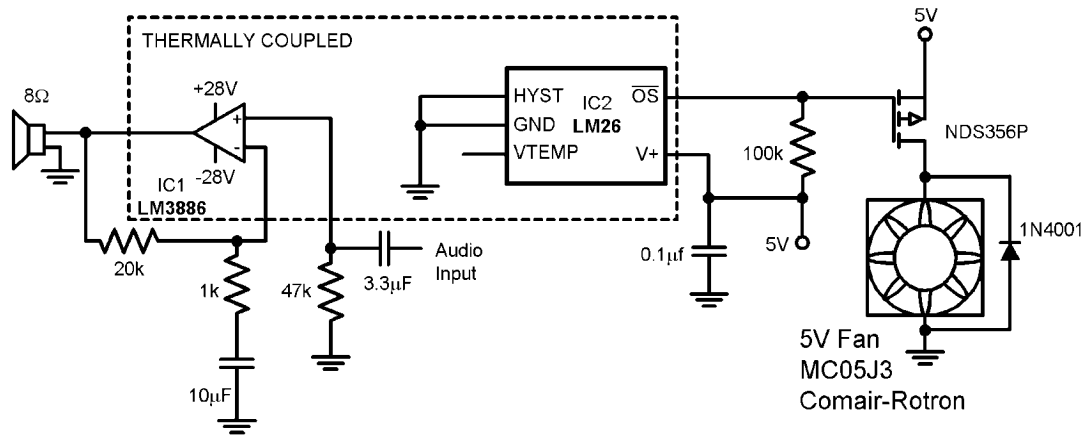 THERMALLY COUPLED
5V
8Ω
+28V
+
-
-28V
IC1
LM3886
HYST
GND
VTEMP
IC2
LM26
OS
V+
100k
NDS356P
20k
1k
47k
3.3µF
Audio
Input
0.1µf
5V
1N4001
10µF
5V Fan
MC05J3
Comair-Rotron